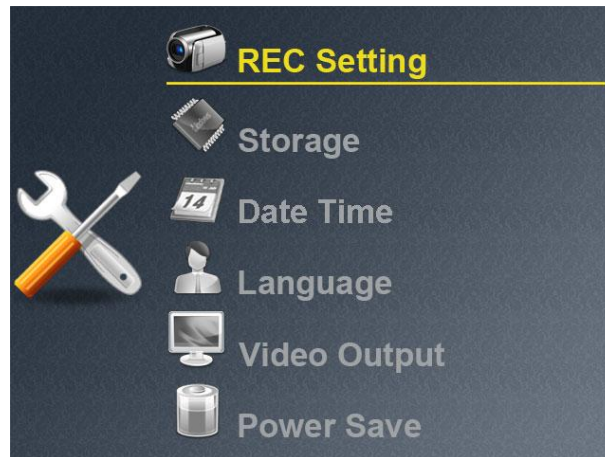 REC Setting
Storage
14
Date Time
Language
Video Output
Power Save